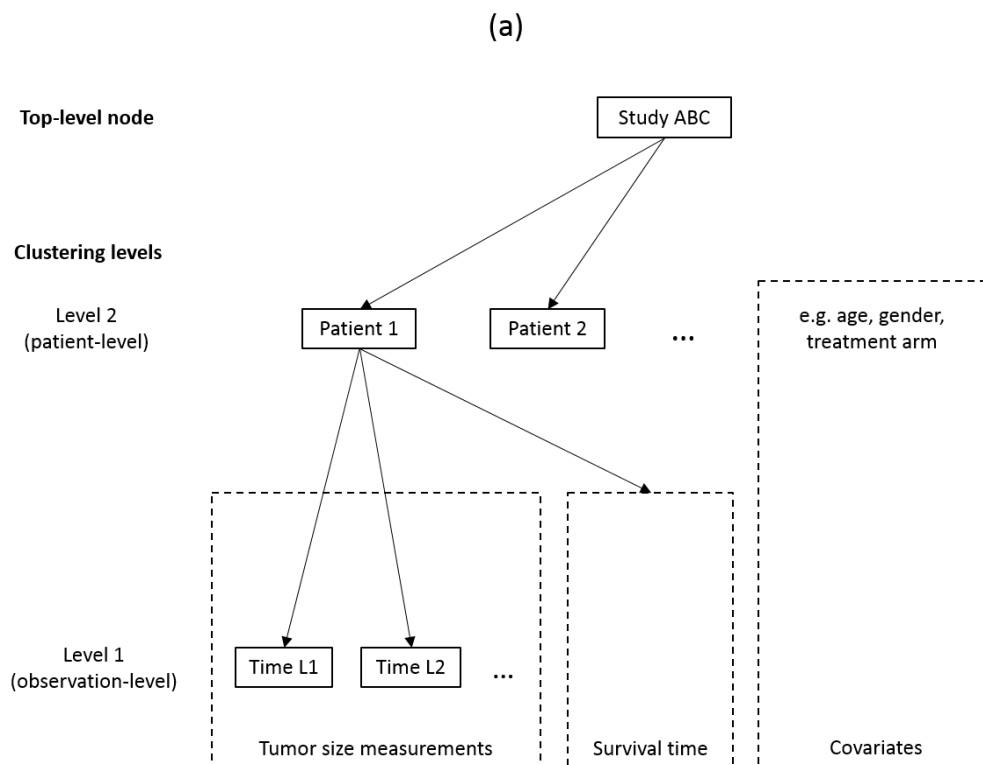 (a)
Top-level node
Study ABC
Clustering levels
Level 2
(patient-level)
Patient 1
Patient 2
...
e.g. age, gender,
treatment arm
Level 1
(observation-level)
Time L1
Time L2
...
Tumor size measurements
Survival time
Covariates